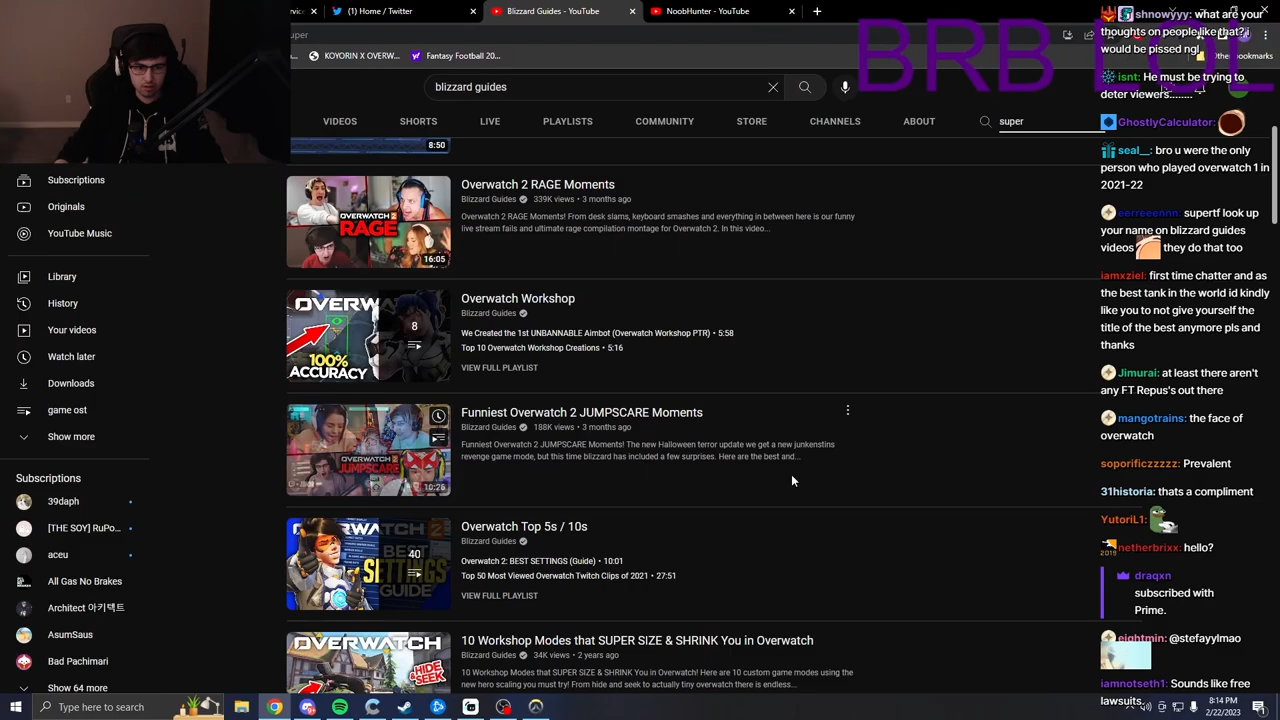 Home / Twitter
Blizzard Guides - YouTube
NoobHunter - YouTube
uper
KOYORIN X OVERW...
Fantasy Football 20...
Other bookmarks
BRB LOL
blizzard guides
VIDEOS
SHORTS
LIVE
PLAYLISTS
COMMUNITY
STORE
CHANNELS
ABOUT
super
8:50
Subscriptions
Originals
YouTube Music
Library
History
Your videos
Watch later
Downloads
game ost
Show more
Subscriptions
39daph
[THE SOY] RuPo...
aceu
All Gas No Brakes
Architect 아키텍트
AsumSaus
Bad Pachimari
Show 64 more
OVERWATCH 2
RAGE
16:05
Overwatch 2 RAGE Moments
Blizzard Guides
339K views • 3 months ago
Overwatch 2 RAGE Moments! From desk slams, keyboard smashes and everything in between here is our funny
live stream fails and ultimate rage compilation montage for Overwatch 2. In this video...
OVERW
100%
ACCURACY
8
Overwatch Workshop
Blizzard Guides
We Created the 1st UNBANNABLE Aimbot (Overwatch Workshop PTR) • 5:58
Top 10 Overwatch Workshop Creations • 5:16
VIEW FULL PLAYLIST
OVERWATCH 2
JUMPSCARE
10:26
Funniest Overwatch 2 JUMPSCARE Moments
Blizzard Guides
188K views • 3 months ago
Funniest Overwatch 2 JUMPSCARE Moments! The new Halloween terror update we get a new junkenstins
revenge game mode, but this time blizzard has included a few surprises. Here are the best and...
40
Overwatch Top 5s / 10s
Blizzard Guides
Overwatch 2: BEST SETTINGS (Guide) • 10:01
Top 50 Most Viewed Overwatch Twitch Clips of 2021 • 27:51
VIEW FULL PLAYLIST
OVERWATCH
HIDE
SEEK
10 Workshop Modes that SUPER SIZE & SHRINK You in Overwatch
Blizzard Guides
34K views • 2 years ago
10 Workshop Modes that SUPER SIZE & SHRINK You in Overwatch! Here are 10 custom game modes using the
new hero scaling you must try! From hide and seek to actually tiny overwatch there is endless...
shnowyyy: what are your
thoughts on people like that? i
would be pissed ngl
isnt: He must be trying to
deter viewers........
GhostlyCalculator:
seal__: bro u were the only
person who played overwatch 1 in
2021-22
eerreeennn: supertf look up
your name on blizzard guides
videos they do that too
iamxziel: first time chatter and as
the best tank in the world id kindly
like you to not give yourself the
title of the best anymore pls and
thanks
Jimurai: at least there aren't
any FT Repus's out there
mangotrains: the face of
overwatch
soporificzzzzz: Prevalent
31historia: thats a compliment
YutoriL1:
netherbrixx: hello?
draqxn
subscribed with
Prime.
eightmin: @stefayylmao
iamnotseth1: Sounds like free
lawsuits.
Type here to search
8:14 PM
2/22/2023